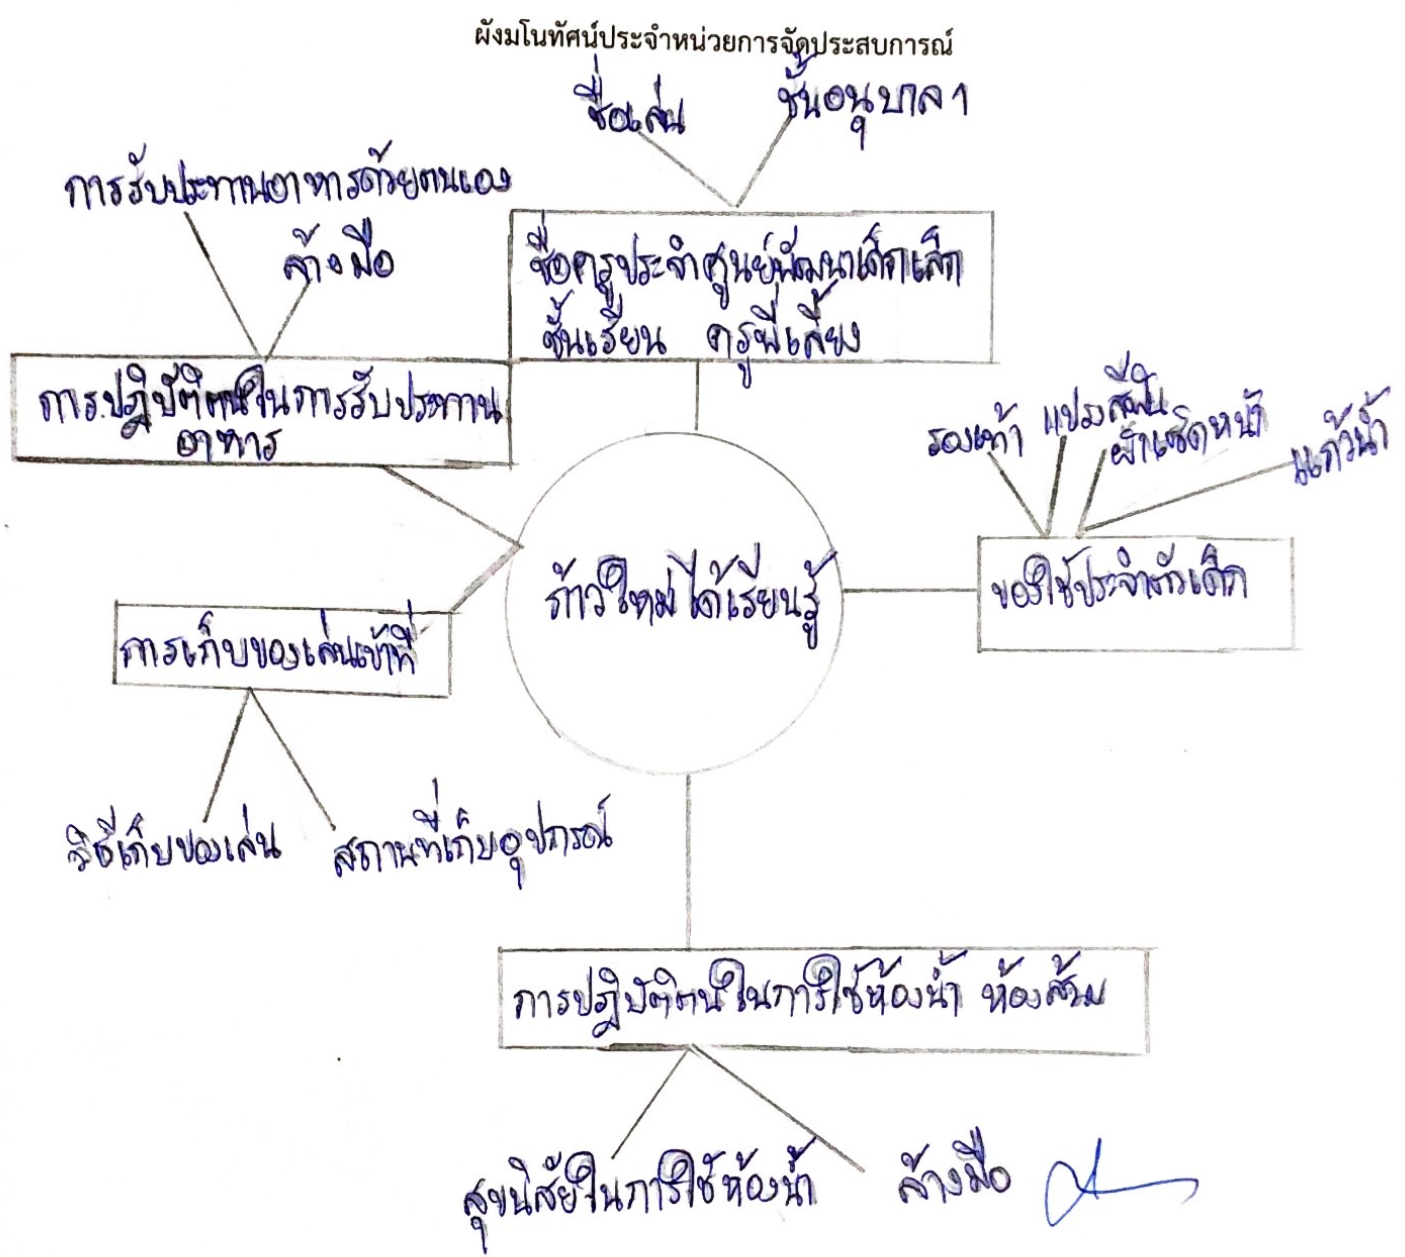 ผังมโนทัศน์ประจำหน่วยการจัดประสบการณ์
ชื่อเล่น
ชั้นอนุบาล 1
การรับประทานอาหารด้วยตนเอง
ล้างมือ
ชื่อครูประจำศูนย์พัฒนาเด็กเล็ก
ชั้นเรียน ครูพี่เลี้ยง
การปฏิบัติตนในการรับประทาน
อาหาร
รองเท้า
แปรงสีฟัน
ผ้าเช็ดหน้า
แก้วน้ำ
ก้าวใหม่ได้เรียนรู้
ของใช้ประจำตัวเด็ก
การเก็บของเล่นเข้าที่
วิธีเก็บของเล่น
สถานที่เก็บอุปกรณ์
การปฏิบัติตนในการใช้ห้องน้ำ ห้องส้วม
สุขนิสัยในการใช้ห้องน้ำ
ล้างมือ